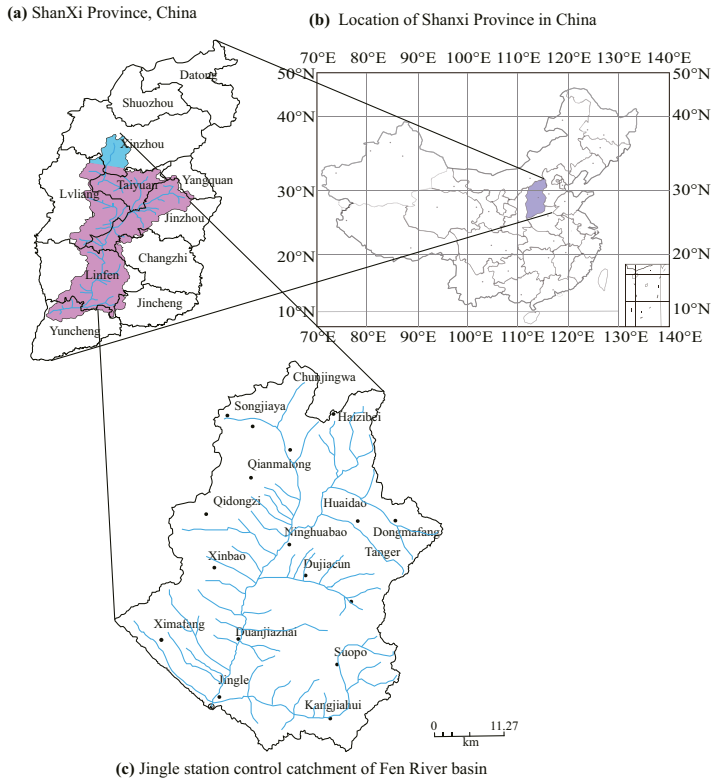 (a) ShanXi Province, China
(b) Location of Shanxi Province in China
70°E 80°E 90°E 100°E 110°E 120°E 130°E 140°E
50°N 50°N
40°N 40°N
30°N 30°N
20°N 20°N
10°N 10°N
70°E 80°E 90°E 100°E 110°E 120°E 130°E 140°E
Datong
Shuozhou
Xinzhou
Taiyuan
Yangquan
Lvliang
Jinzhou
Changzhi
Linfen
Jincheng
Yuncheng
Chunjingwa
Songjiaya
Haizibei
Qianmalong
Qidongzi
Huaidao
Ninghuabao
Dongmafang
Tanger
Xinbao
Dujiacun
Ximafang
Duanjiazhai
Suopo
Jingle
Kangjiahui
0 11.27
km
(c) Jingle station control catchment of Fen River basin